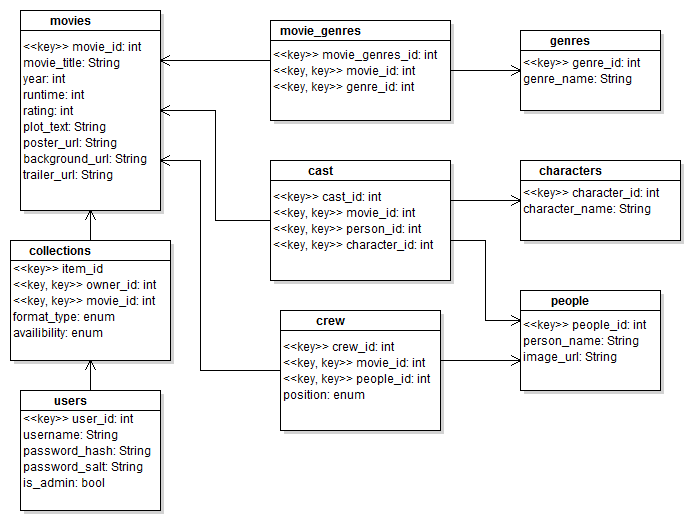 movies
<<key>> movie_id: int
movie_title: String
year: int
runtime: int
rating: int
plot_text: String
poster_url: String
background_url: String
trailer_url: String
movie_genres
<<key>> movie_genres_id: int
<<key, key>> movie_id: int
<<key, key>> genre_id: int
genres
<<key>> genre_id: int
genre_name: String
cast
<<key>> cast_id: int
<<key, key>> movie_id: int
<<key, key>> person_id: int
<<key, key>> character_id: int
characters
<<key>> character_id: int
character_name: String
collections
<<key>> item_id
<<key, key>> owner_id: int
<<key, key>> movie_id: int
format_type: enum
availibility: enum
crew
<<key>> crew_id: int
<<key, key>> movie_id: int
<<key, key>> people_id: int
position: enum
people
<<key>> people_id: int
person_name: String
image_url: String
users
<<key>> user_id: int
username: String
password_hash: String
password_salt: String
is_admin: bool